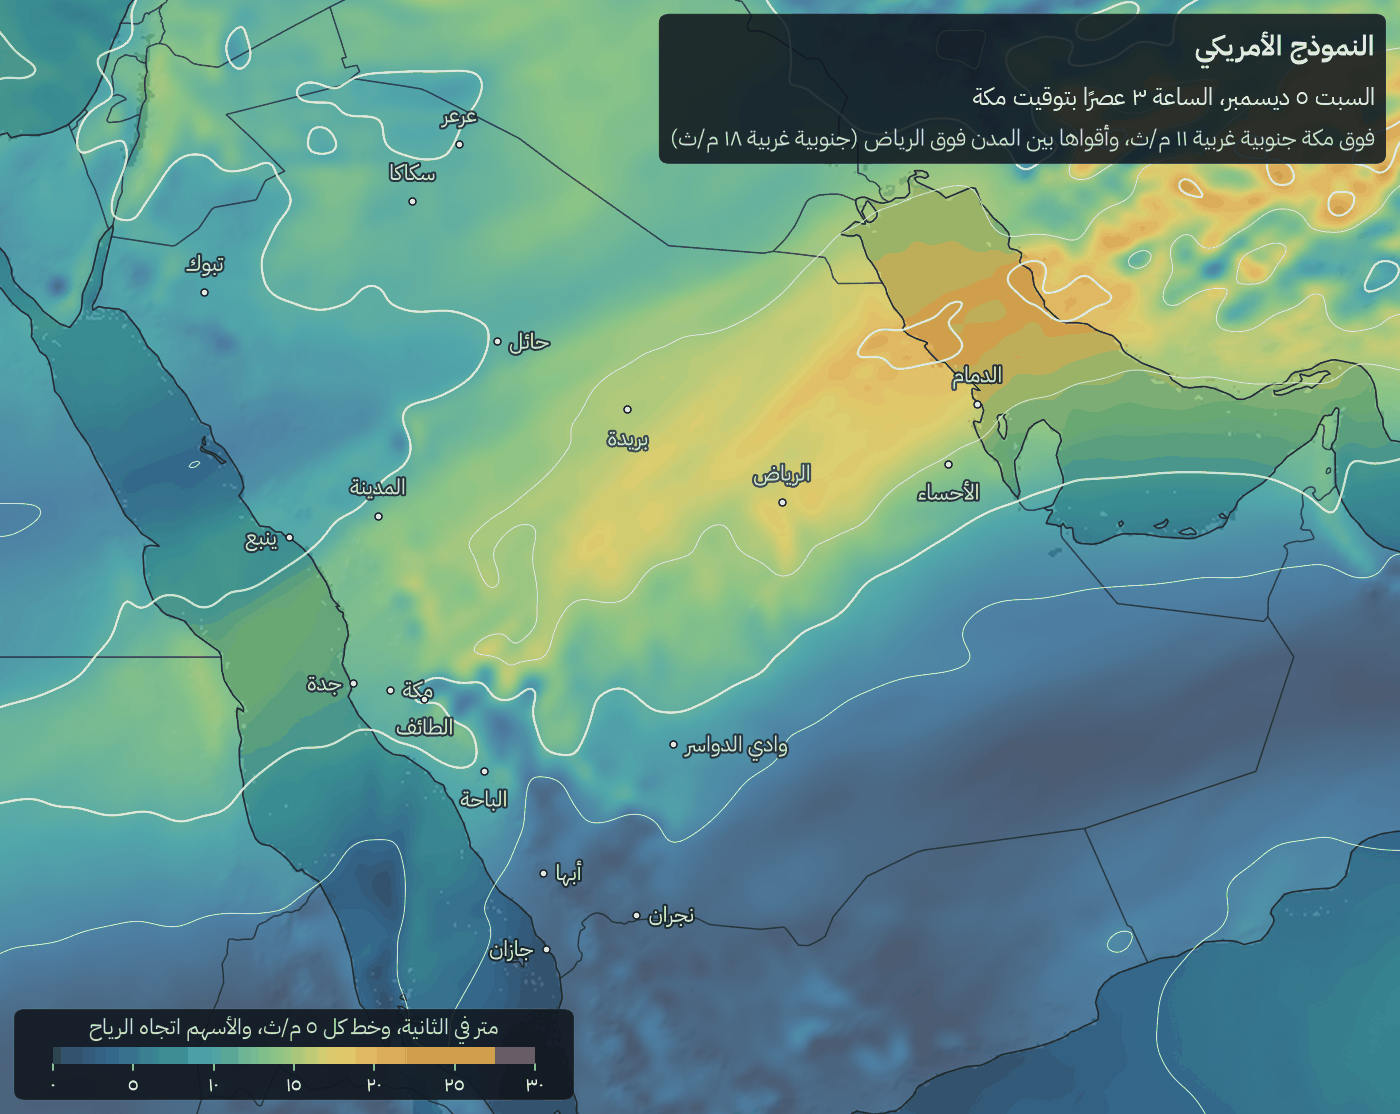 النموذج الأمريكي
السبت ٥ ديسمبر، الساعة ٣ عصرًا بتوقيت مكة
فوق مكة جنوبية غربية ١١ م/ث، وأقواها بين المدن فوق الرياض (جنوبية غربية ١٨ م/ث)
عرعر
سكاكا
تبوك
حائل
الدمام
بريدة
الرياض
المدينة
الأحساء
ينبع
جدة
مكة
الطائف
وادي الدواسر
الباحة
أبها
نجران
جازان
متر في الثانية، وخط كل ٥ م/ث، والأسهم اتجاه الرياح
٠ ٥ ١٠ ١٥ ٢٠ ٢٥ ٣٠